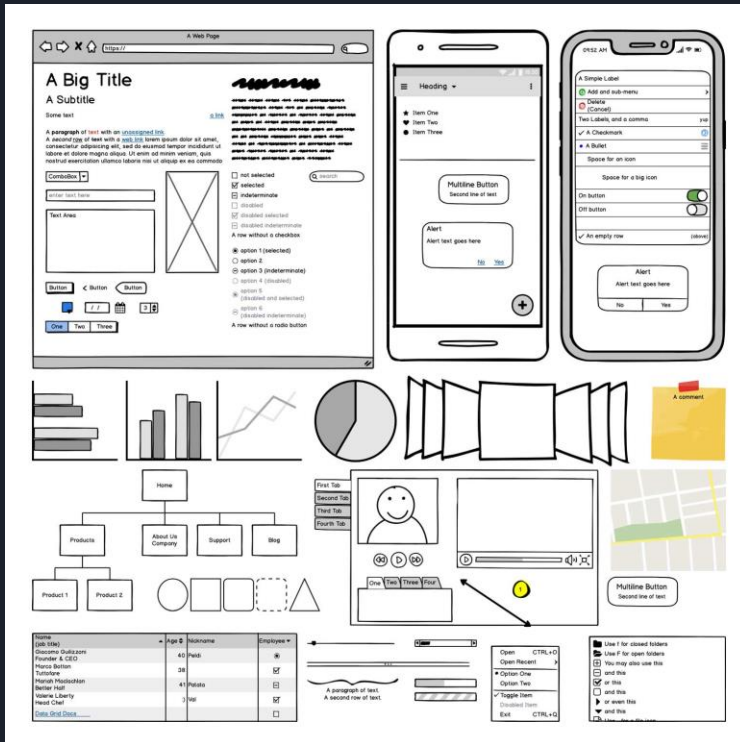 A Web Page
https://
A Big Title
A Subtitle
Some text
a link
A paragraph of text with an unassigned link.
A second row of text with a web link lorem ipsum dolor sit amet,
consectetur adipiscing elit, sed do eiusmod tempor incididunt ut
labore et dolore magna aliqua. Ut enim ad minim veniam, quis
nostrud exercitation ullamco laboris nisi ut aliquip ex ea commodo
ComboBox
enter text here
Text Area
Button
< Button
Button
/ /
3
One Two Three
not selected
selected
indeterminate
disabled
disabled selected
disabled indeterminate
A row without a checkbox
search
option 1 (selected)
option 2
option 3 (indeterminate)
option 4 (disabled)
option 5
(disabled and selected)
option 6
(disabled indeterminate)
A row without a radio button
Heading
Item One
Item Two
Item Three
Multiline Button
Second line of text
Alert
Alert text goes here
No Yes
09:52 AM
A Simple Label
Add and sub-menu
Delete
(Cancel)
Two Labels, and a comma
yup
A Checkmark
A Bullet
Space for an icon
Space for a big icon
On button
Off button
An empty row
(above)
Alert
Alert text goes here
No Yes
A comment
Home
Products
About Us
Company
Support
Blog
Product 1
Product 2
First Tab
Second Tab
Third Tab
Fourth Tab
One Two Three Four
1
Multiline Button
Second line of text
Name
(job title)
Age
Nickname
Employee
Giacomo Guilizzoni
Founder & CEO
40 Peldi
Marco Botton
Tuttofare
38
Mariah Maclachlan
Better Half
41 Patata
Valerie Liberty
Head Chef
:) Val
Data Grid Docs
A paragraph of text.
A second row of text.
Open CTRL+O
Open Recent
Option One
Option Two
Toggle Item
Disabled Item
Exit CTRL+Q
Use f for closed folders
Use F for open folders
You may also use this
and this
or this
and this
or even this
and this